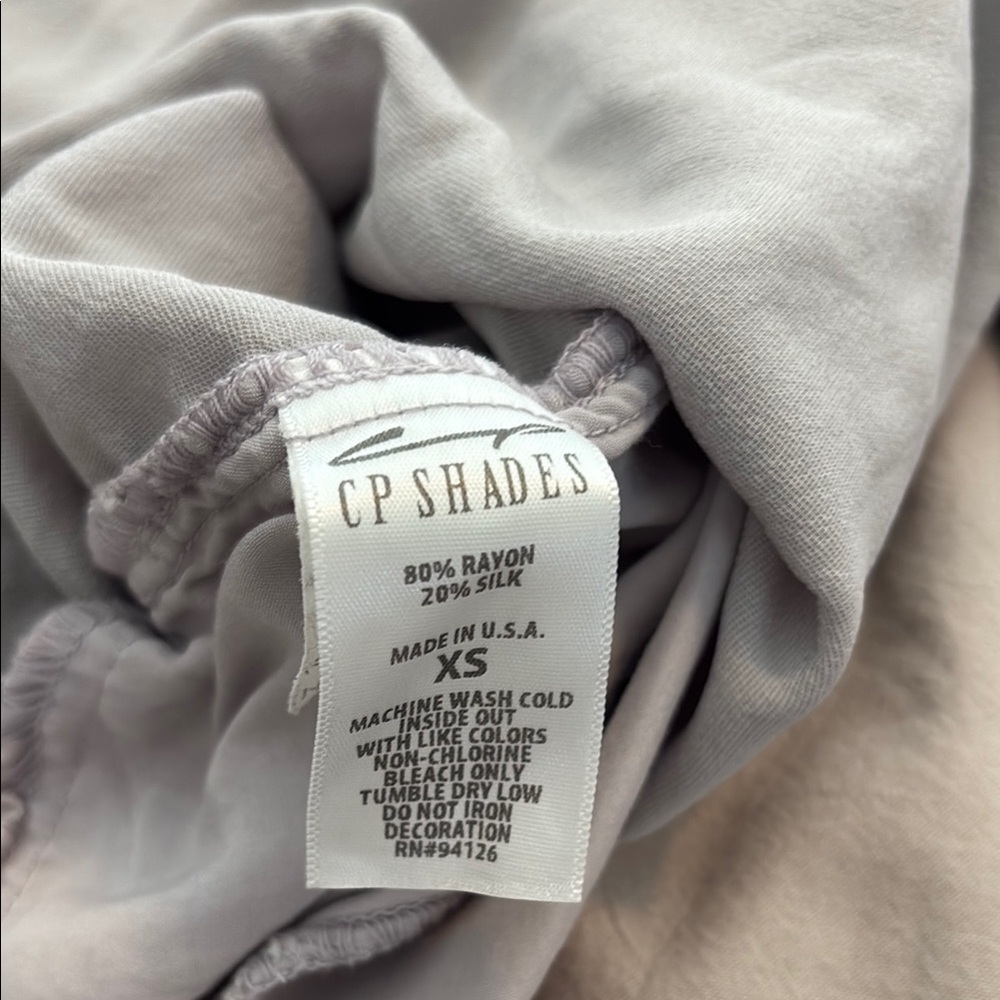 CP SHADES
80% RAYON
20% SILK
MADE IN U.S.A.
XS
MACHINE WASH COLD
INSIDE OUT
WITH LIKE COLORS
NON-CHLORINE
BLEACH ONLY
TUMBLE DRY LOW
DO NOT IRON
DECORATION
RN#94126